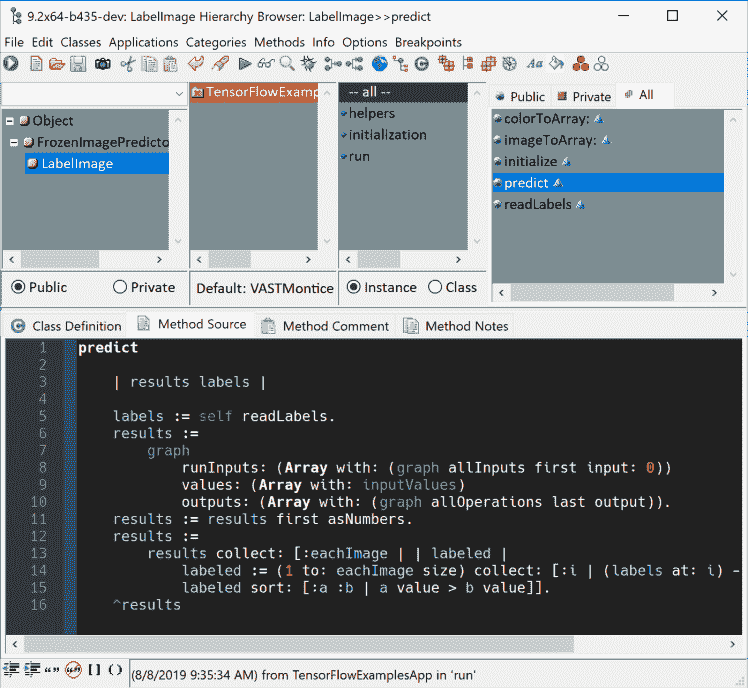 9.2x64-b435-dev: LabelImage Hierarchy Browser: LabelImage>>predict
File Edit Classes Applications Categories Methods Info Options Breakpoints
Object
FrozenImagePredicto
LabelImage
TensorFlowExamp
-- all --
helpers
initialization
run
Public Private All
colorToArray:
imageToArray:
initialize
predict
readLabels
Public Private
Default: VASTMontice
Instance Class
Class Definition Method Source Method Comment Method Notes
1 predict
2
3 | results labels |
4
5 labels := self readLabels.
6 results :=
7 graph
8 runInputs: (Array with: (graph allInputs first input: 0))
9 values: (Array with: inputValues)
10 outputs: (Array with: (graph allOperations last output)).
11 results := results first asNumbers.
12 results :=
13 results collect: [:eachImage | | labeled |
14 labeled := (1 to: eachImage size) collect: [:i | (labels at: i) -
15 labeled sort: [:a :b | a value > b value]].
16 ^results
(8/8/2019 9:35:34 AM) from TensorFlowExamplesApp in 'run'